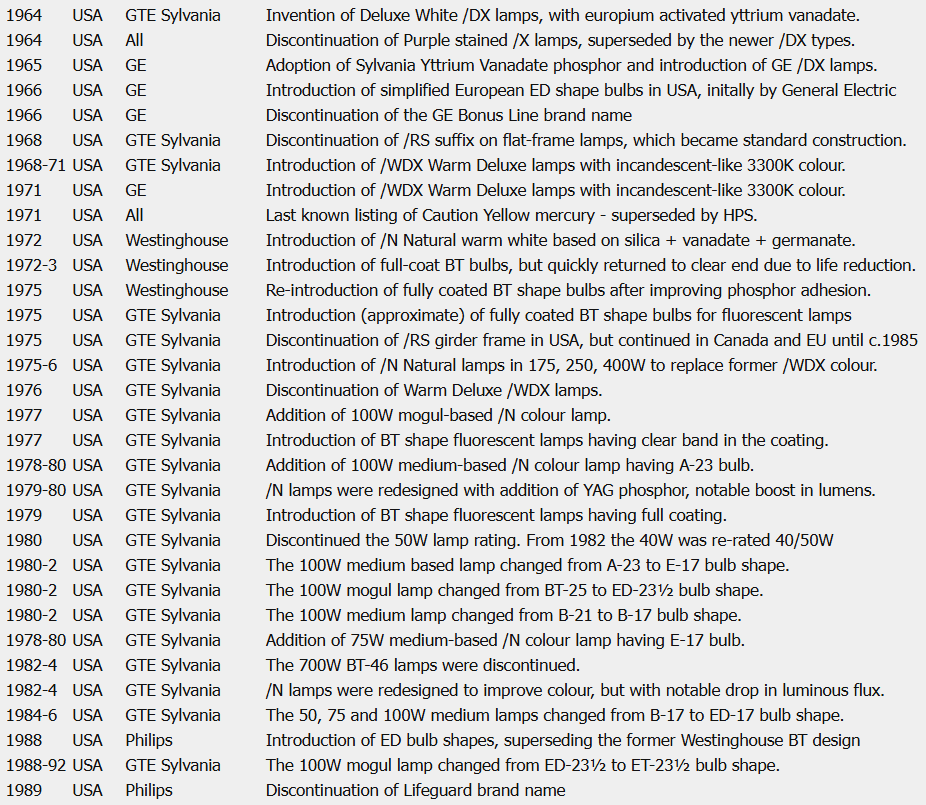 1964 USA GTE Sylvania Invention of Deluxe White /DX lamps, with europium activated yttrium vanadate.
1964 USA All Discontinuation of Purple stained /X lamps, superseded by the newer /DX types.
1965 USA GE Adoption of Sylvania Yttrium Vanadate phosphor and introduction of GE /DX lamps.
1966 USA GE Introduction of simplified European ED shape bulbs in USA, initally by General Electric
1966 USA GE Discontinuation of the GE Bonus Line brand name
1968 USA GTE Sylvania Discontinuation of /RS suffix on flat-frame lamps, which became standard construction.
1968-71 USA GTE Sylvania Introduction of /WDX Warm Deluxe lamps with incandescent-like 3300K colour.
1971 USA GE Introduction of /WDX Warm Deluxe lamps with incandescent-like 3300K colour.
1971 USA All Last known listing of Caution Yellow mercury - superseded by HPS.
1972 USA Westinghouse Introduction of /N Natural warm white based on silica + vanadate + germanate.
1972-3 USA Westinghouse Introduction of full-coat BT bulbs, but quickly returned to clear end due to life reduction.
1975 USA Westinghouse Re-introduction of fully coated BT shape bulbs after improving phosphor adhesion.
1975 USA GTE Sylvania Introduction (approximate) of fully coated BT shape bulbs for fluorescent lamps
1975 USA GTE Sylvania Discontinuation of /RS girder frame in USA, but continued in Canada and EU until c.1985
1975-6 USA GTE Sylvania Introduction of /N Natural lamps in 175, 250, 400W to replace former /WDX colour.
1976 USA GTE Sylvania Discontinuation of Warm Deluxe /WDX lamps.
1977 USA GTE Sylvania Addition of 100W mogul-based /N colour lamp.
1977 USA GTE Sylvania Introduction of BT shape fluorescent lamps having clear band in the coating.
1978-80 USA GTE Sylvania Addition of 100W medium-based /N colour lamp having A-23 bulb.
1979-80 USA GTE Sylvania /N lamps were redesigned with addition of YAG phosphor, notable boost in lumens.
1979 USA GTE Sylvania Introduction of BT shape fluorescent lamps having full coating.
1980 USA GTE Sylvania Discontinued the 50W lamp rating. From 1982 the 40W was re-rated 40/50W
1980-2 USA GTE Sylvania The 100W medium based lamp changed from A-23 to E-17 bulb shape.
1980-2 USA GTE Sylvania The 100W mogul lamp changed from BT-25 to ED-23½ bulb shape.
1980-2 USA GTE Sylvania The 100W medium lamp changed from B-21 to B-17 bulb shape.
1978-80 USA GTE Sylvania Addition of 75W medium-based /N colour lamp having E-17 bulb.
1982-4 USA GTE Sylvania The 700W BT-46 lamps were discontinued.
1982-4 USA GTE Sylvania /N lamps were redesigned to improve colour, but with notable drop in luminous flux.
1984-6 USA GTE Sylvania The 50, 75 and 100W medium lamps changed from B-17 to ED-17 bulb shape.
1988 USA Philips Introduction of ED bulb shapes, superseding the former Westinghouse BT design
1988-92 USA GTE Sylvania The 100W mogul lamp changed from ED-23½ to ET-23½ bulb shape.
1989 USA Philips Discontinuation of Lifeguard brand name